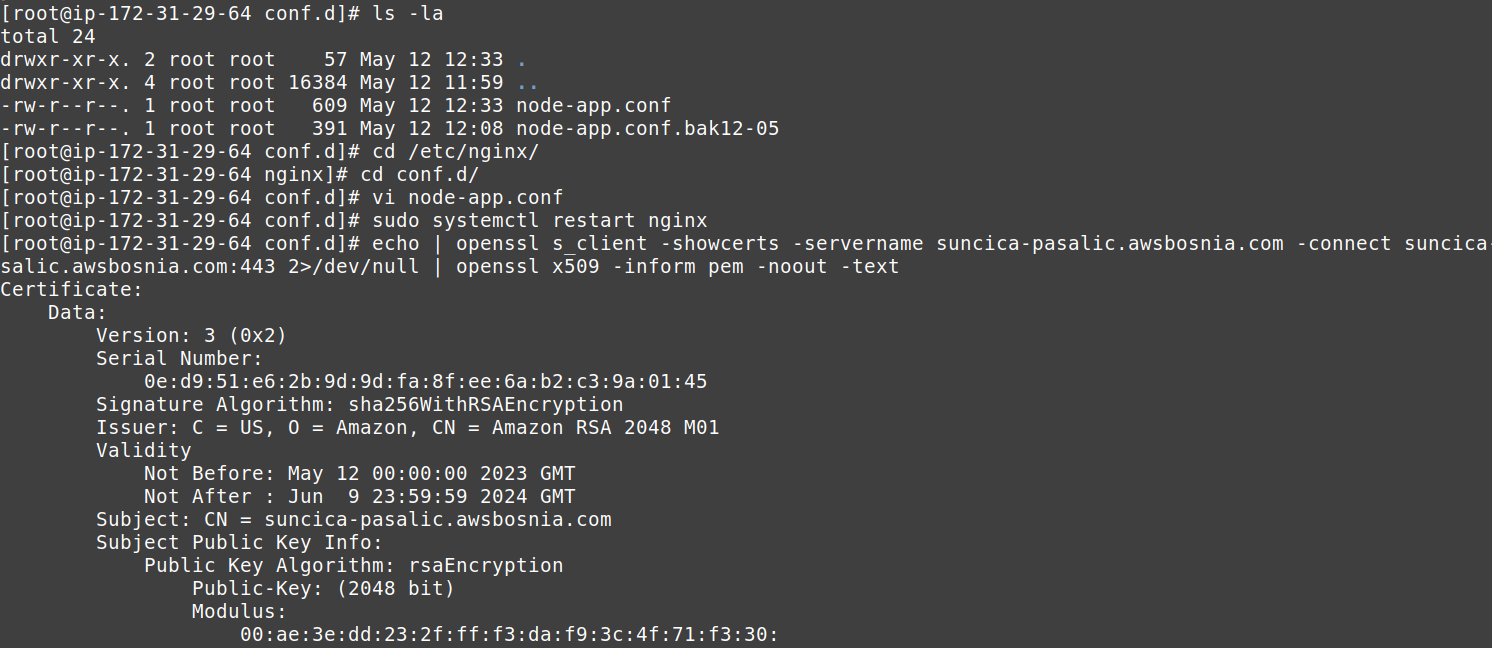 [root@ip-172-31-29-64 conf.d]# ls -la
total 24
drwxr-xr-x. 2 root root    57 May 12 12:33 .
drwxr-xr-x. 4 root root 16384 May 12 11:59 ..
-rw-r--r--. 1 root root   609 May 12 12:33 node-app.conf
-rw-r--r--. 1 root root   391 May 12 12:08 node-app.conf.bak12-05
[root@ip-172-31-29-64 conf.d]# cd /etc/nginx/
[root@ip-172-31-29-64 nginx]# cd conf.d/
[root@ip-172-31-29-64 conf.d]# vi node-app.conf
[root@ip-172-31-29-64 conf.d]# sudo systemctl restart nginx
[root@ip-172-31-29-64 conf.d]# echo | openssl s_client -showcerts -servername suncica-pasalic.awsbosnia.com -connect suncica-
salic.awsbosnia.com:443 2>/dev/null | openssl x509 -inform pem -noout -text
Certificate:
    Data:
        Version: 3 (0x2)
        Serial Number:
            0e:d9:51:e6:2b:9d:9d:fa:8f:ee:6a:b2:c3:9a:01:45
        Signature Algorithm: sha256WithRSAEncryption
        Issuer: C = US, O = Amazon, CN = Amazon RSA 2048 M01
        Validity
            Not Before: May 12 00:00:00 2023 GMT
            Not After : Jun  9 23:59:59 2024 GMT
        Subject: CN = suncica-pasalic.awsbosnia.com
        Subject Public Key Info:
            Public Key Algorithm: rsaEncryption
                Public-Key: (2048 bit)
                Modulus:
                    00:ae:3e:dd:23:2f:ff:f3:da:f9:3c:4f:71:f3:30: